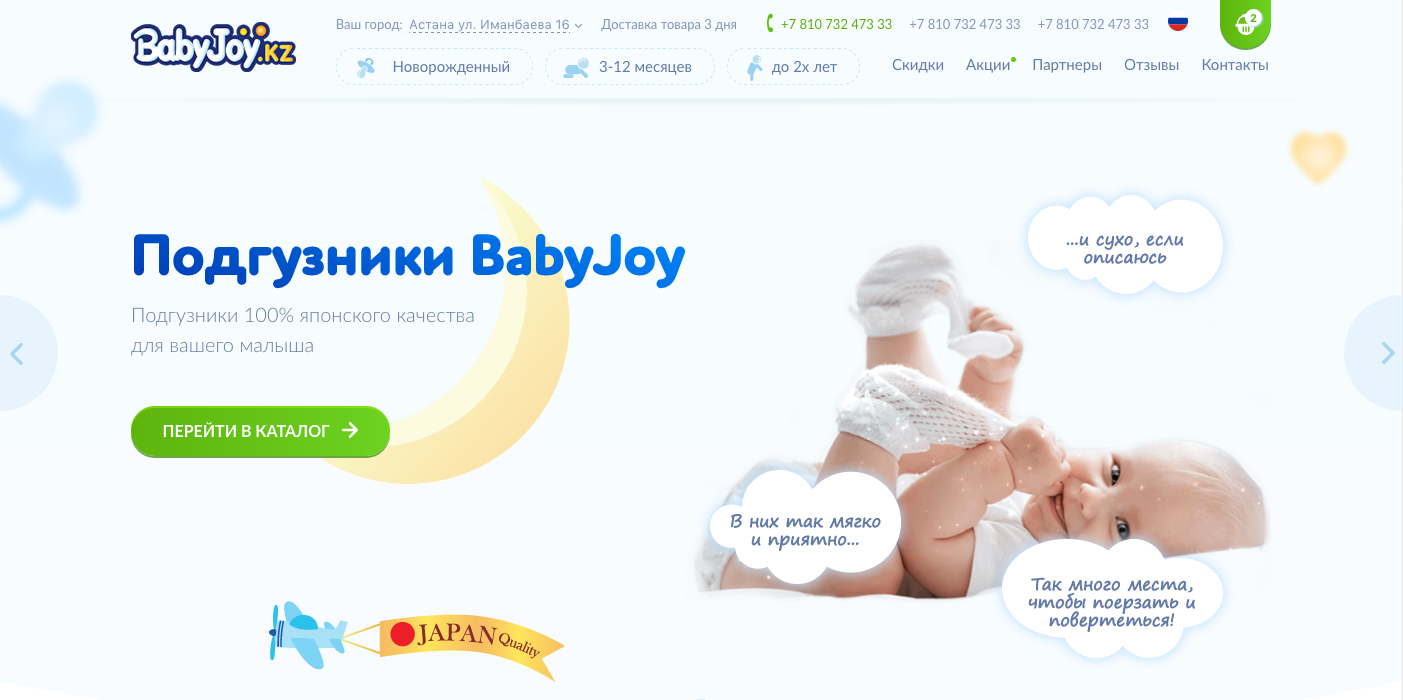 BabyJoy.KZ
Ваш город: Астана ул. Иманбаева 16
Доставка товара 3 дня
+7 810 732 473 33
+7 810 732 473 33
+7 810 732 473 33
2
Новорожденный
3-12 месяцев
до 2х лет
Скидки
Акции
Партнеры
Отзывы
Контакты
Подгузники BabyJoy
Подгузники 100% японского качества
для вашего малыша
ПЕРЕЙТИ В КАТАЛОГ
...и сухо, если
описаюсь
В них так мягко
и приятно...
Так много места,
чтобы поерзать и
повертеться!
JAPAN Quality